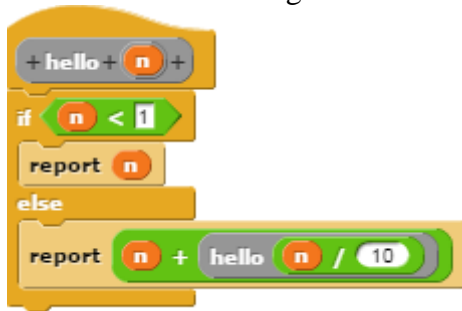 + hello + n +
if n < 1
report n
else
report n + hello n / 10